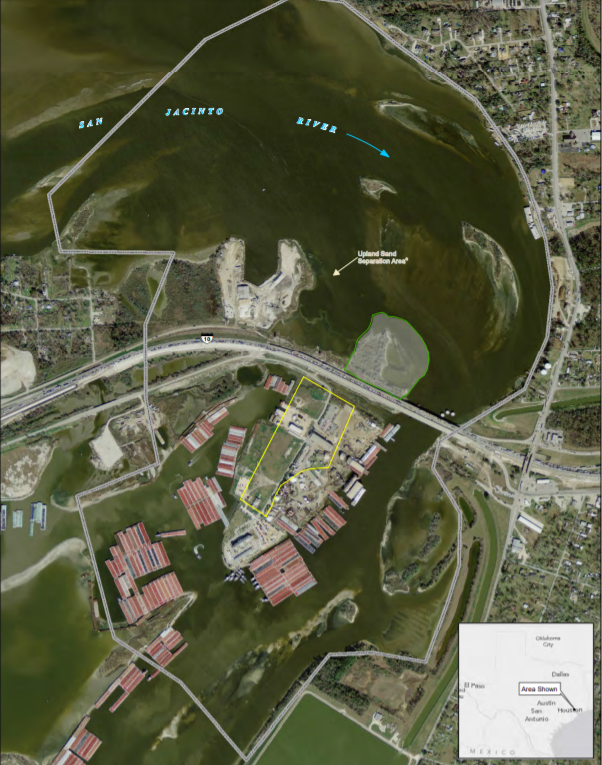 SAN JACINTO RIVER
Upland Sand
Separation Area*
10
Oklahoma
City
Dallas
El Paso
Area Shown
Austin
San
Antonio
Houston
MEXICO